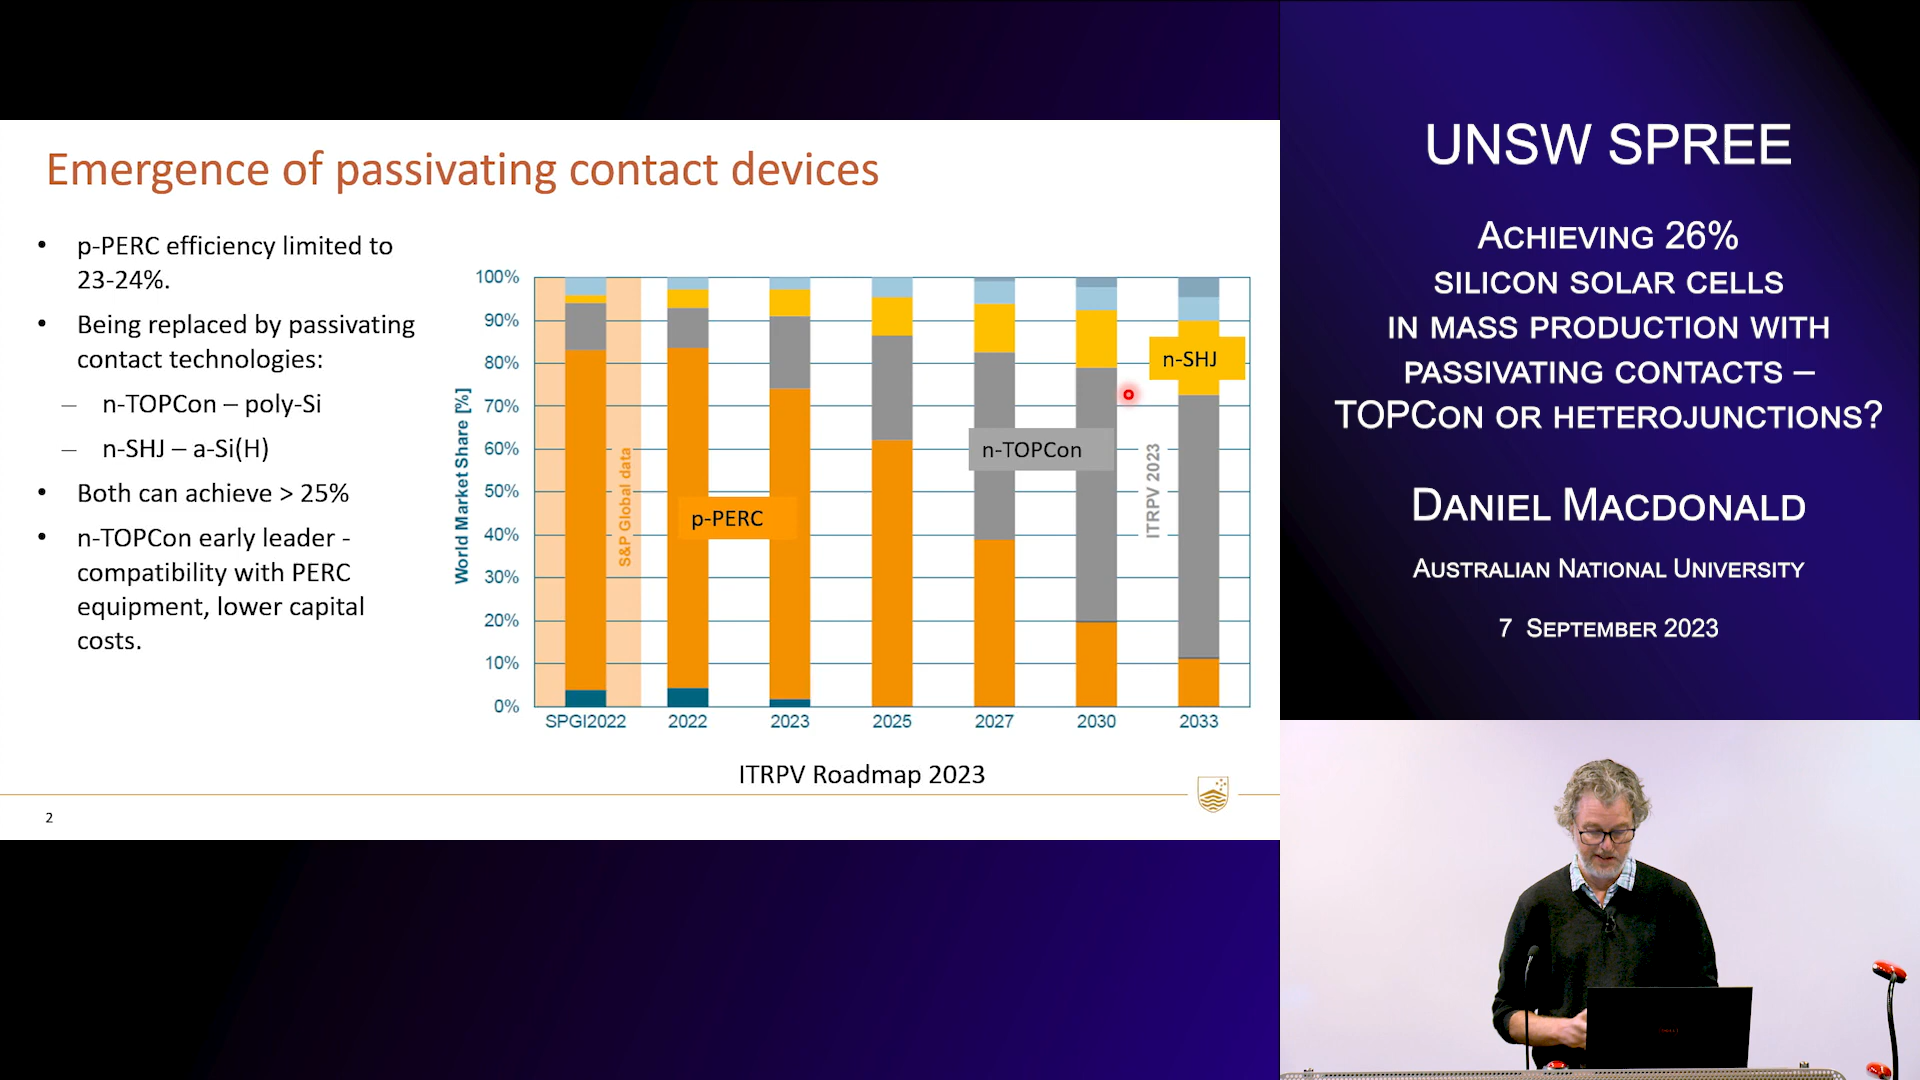 Emergence of passivating contact devices
• p-PERC efficiency limited to
23-24%.
• Being replaced by passivating
contact technologies:
– n-TOPCon – poly-Si
– n-SHJ – a-Si(H)
• Both can achieve > 25%
• n-TOPCon early leader -
compatibility with PERC
equipment, lower capital
costs.
World Market Share [%]
100%
90%
80%
70%
60%
50%
40%
30%
20%
10%
0%
S&P Global data
p-PERC
n-TOPCon
n-SHJ
ITRPV 2023
SPGI2022 2022 2023 2025 2027 2030 2033
ITRPV Roadmap 2023
2
UNSW SPREE
ACHIEVING 26%
SILICON SOLAR CELLS
IN MASS PRODUCTION WITH
PASSIVATING CONTACTS –
TOPCON OR HETEROJUNCTIONS?
DANIEL MACDONALD
AUSTRALIAN NATIONAL UNIVERSITY
7 SEPTEMBER 2023